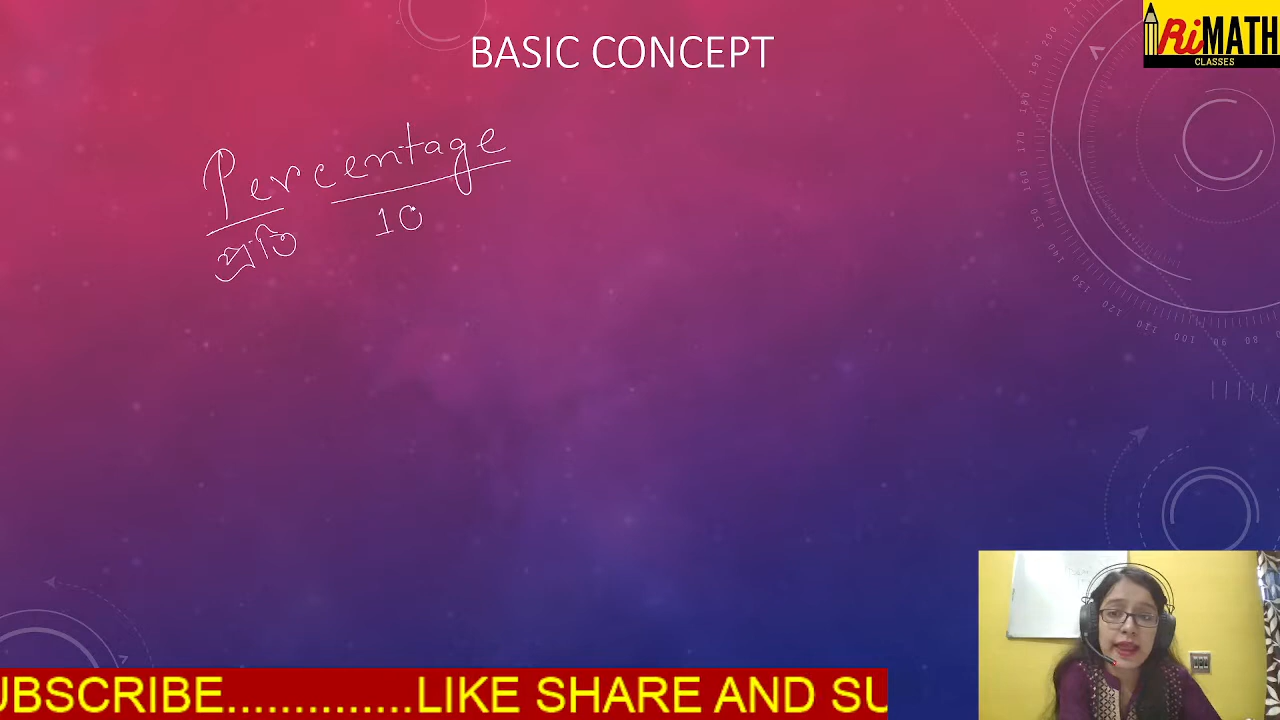 BASIC CONCEPT
RiMATH
CLASSES
Percentage
প্রতি 10
UBSCRIBE..............LIKE SHARE AND SU